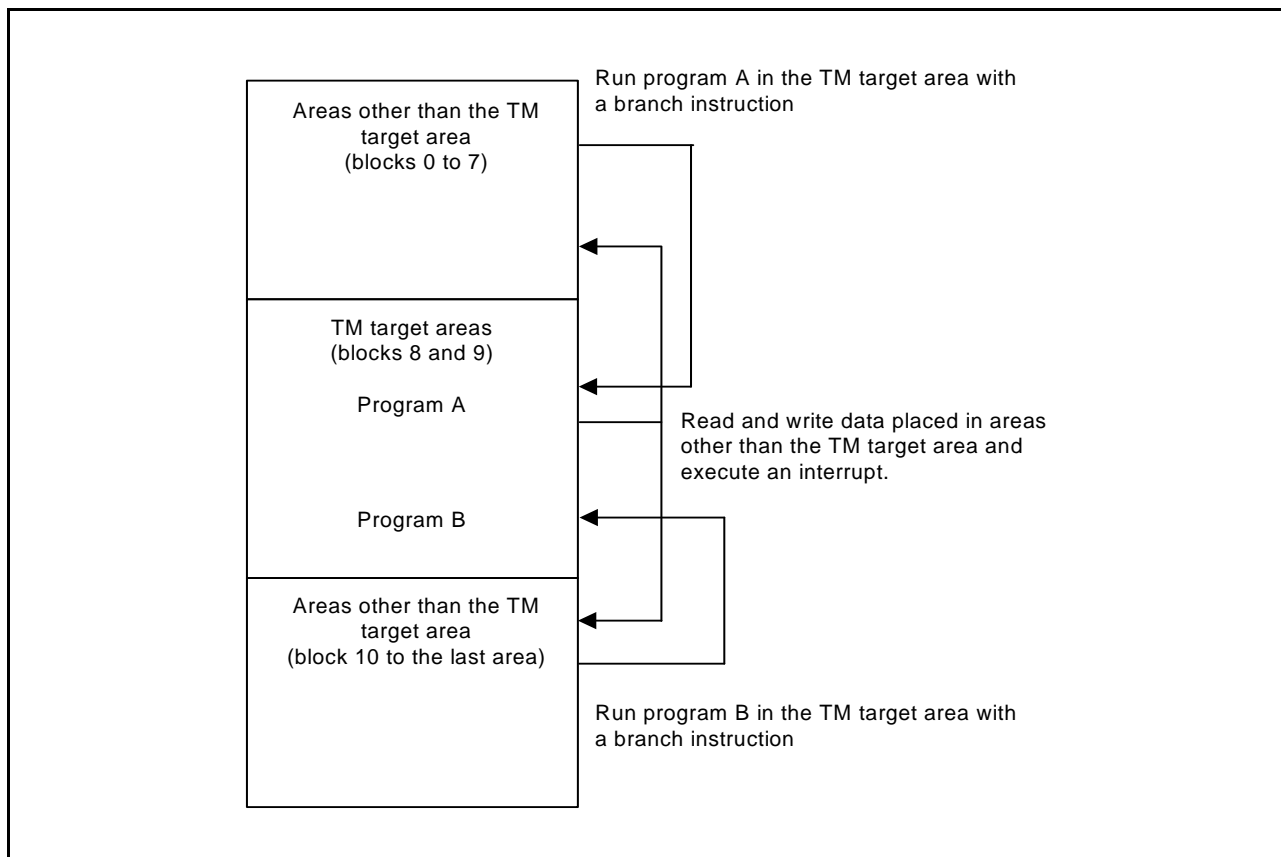 Run program A in the TM target area with
a branch instruction
Areas other than the TM
target area
(blocks 0 to 7)
TM target areas
(blocks 8 and 9)
Program A
Read and write data placed in areas
other than the TM target area and
execute an interrupt.
Program B
Areas other than the TM
target area
(block 10 to the last area)
Run program B in the TM target area with
a branch instruction